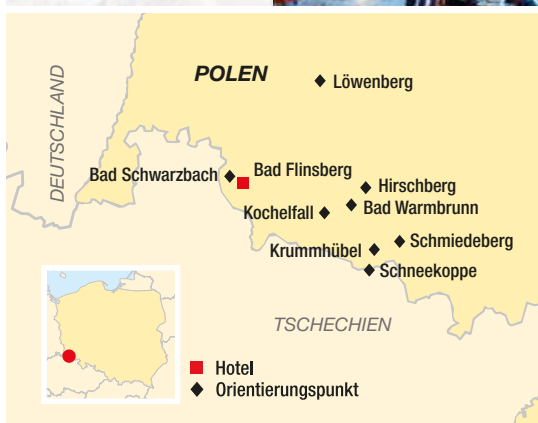 POLEN
Löwenberg
DEUTSCHLAND
Bad Schwarzbach
Bad Flinsberg
Hirschberg
Kochelfall
Bad Warmbrunn
Krummhübel
Schmiedeberg
Schneekoppe
TSCHECHIEN
Hotel
Orientierungspunkt